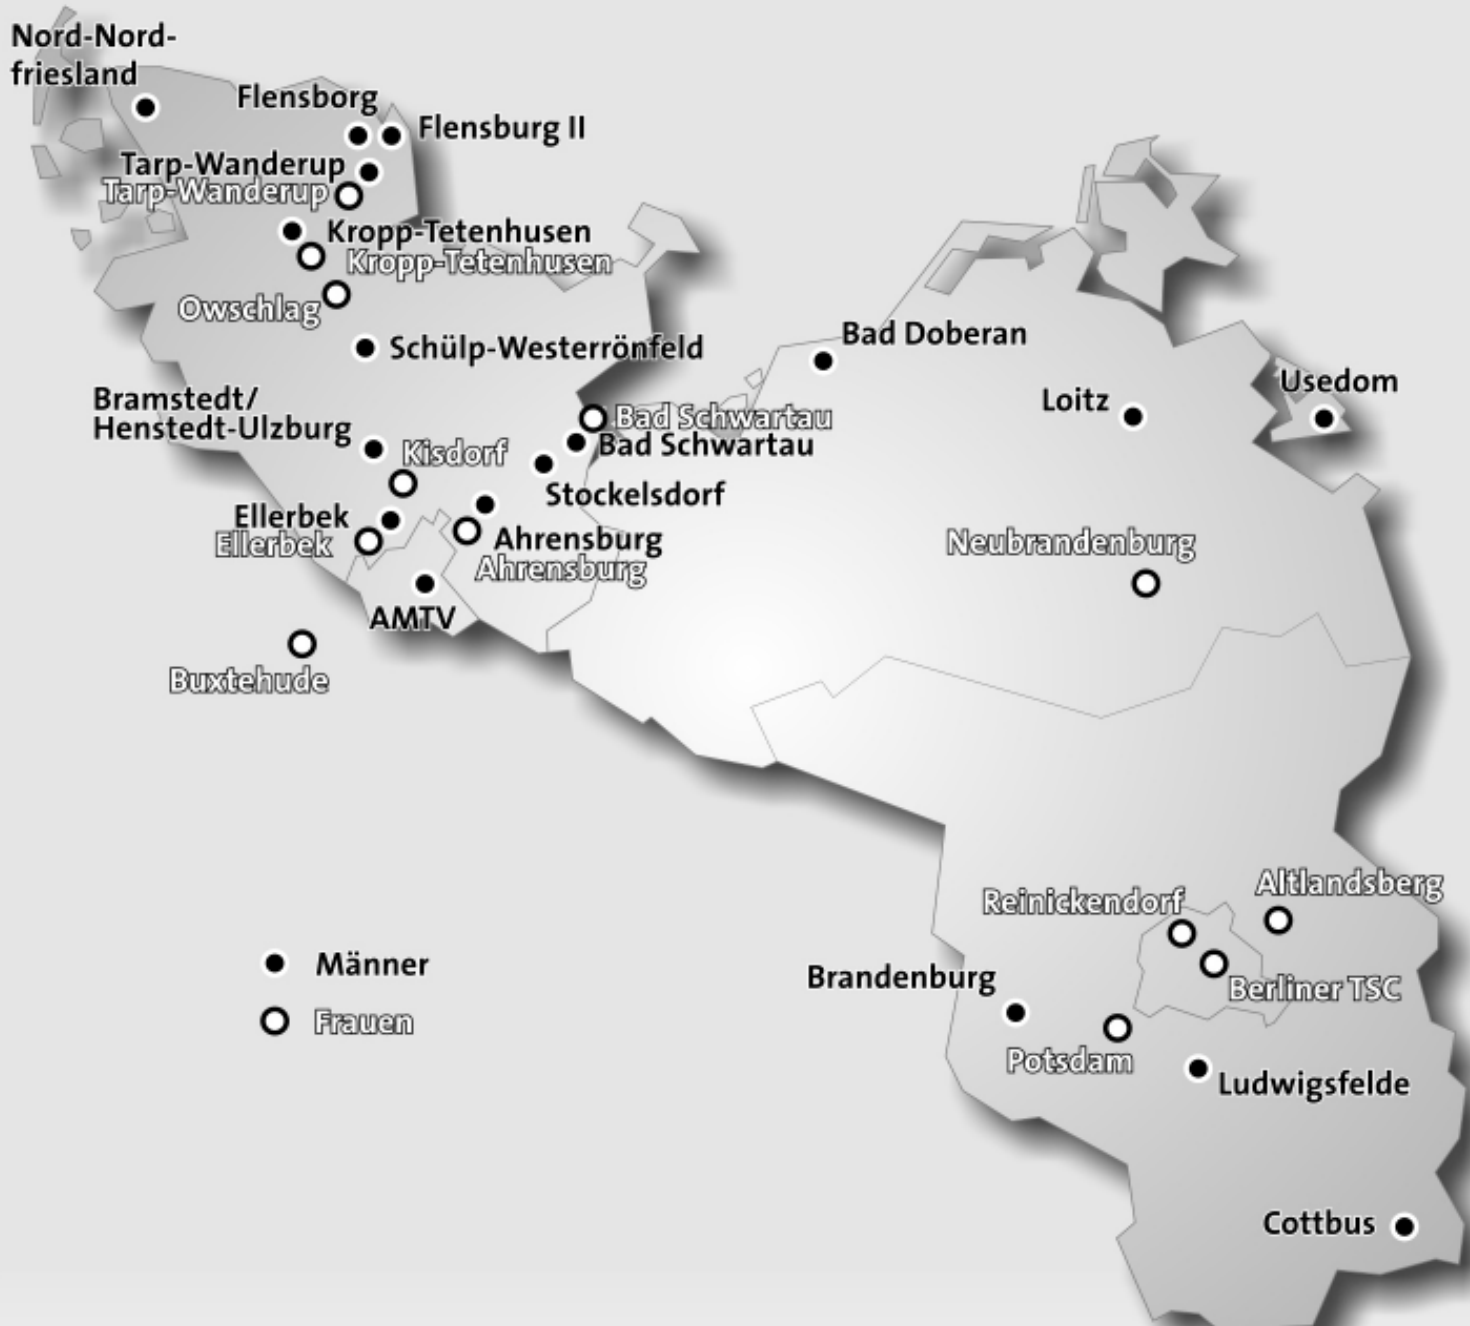 Nord-Nord-
friesland
Flensborg
Flensburg II
Tarp-Wanderup
Tarp-Wanderup
Kropp-Tetenhusen
Kropp-Tetenhusen
Owschlag
Schülp-Westerrönfeld
Bad Doberan
Usedom
Loitz
Bramstedt/
Henstedt-Ulzburg
Bad Schwartau
Bad Schwartau
Kisdorf
Stockelsdorf
Ellerbek
Ellerbek
Ahrensburg
Ahrensburg
Neubrandenburg
AMTV
Buxtehude
Altlandsberg
Reinickendorf
Männer
Brandenburg
Berliner TSC
Frauen
Potsdam
Ludwigsfelde
Cottbus